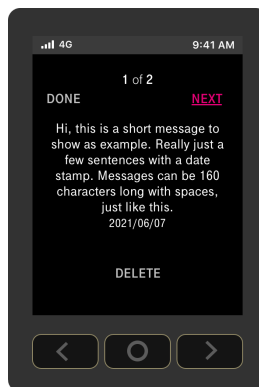 4G 9:41 AM
1 of 2
DONE NEXT
Hi, this is a short message to
show as example. Really just a
few sentences with a date
stamp. Messages can be 160
characters long with spaces,
just like this.
2021/06/07
DELETE